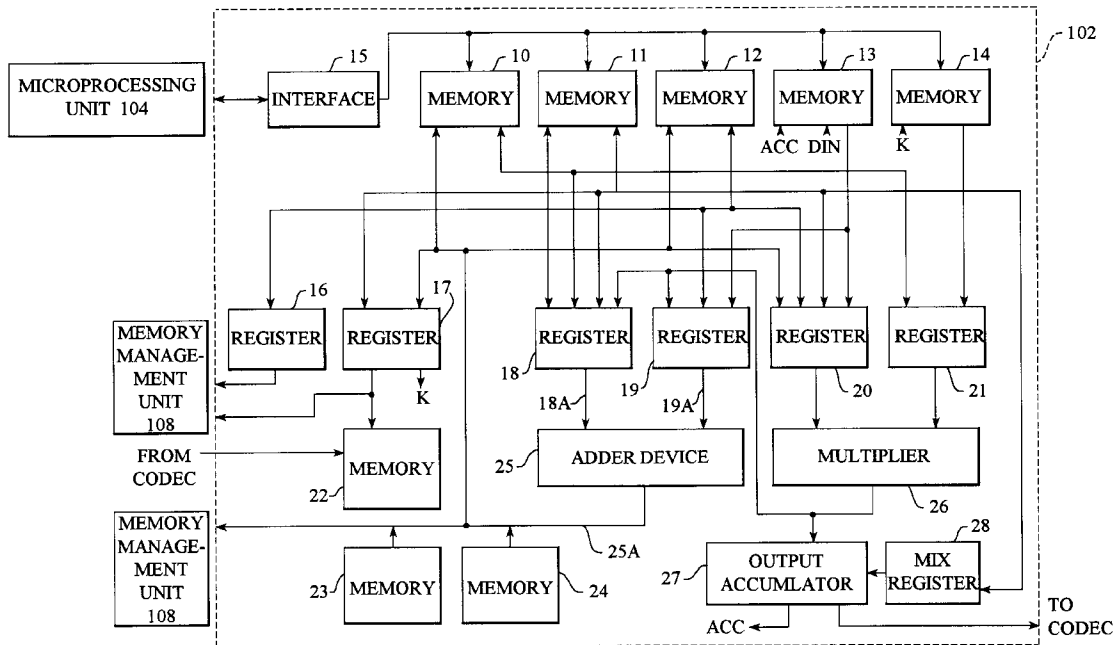 102
15
10
11
12
13
14
MICROPROCESSING
UNIT 104
INTERFACE
MEMORY
MEMORY
MEMORY
MEMORY
MEMORY
ACC
DIN
K
16
17
MEMORY
MANAGE-
MENT
UNIT
108
REGISTER
REGISTER
REGISTER
REGISTER
REGISTER
REGISTER
18
19
20
21
K
18A
19A
FROM
CODEC
MEMORY
22
25
ADDER DEVICE
MULTIPLIER
26
MEMORY
MANAGE-
MENT
UNIT
108
25A
28
23
MEMORY
MEMORY
24
27
OUTPUT
ACCUMLATOR
MIX
REGISTER
ACC
TO
CODEC